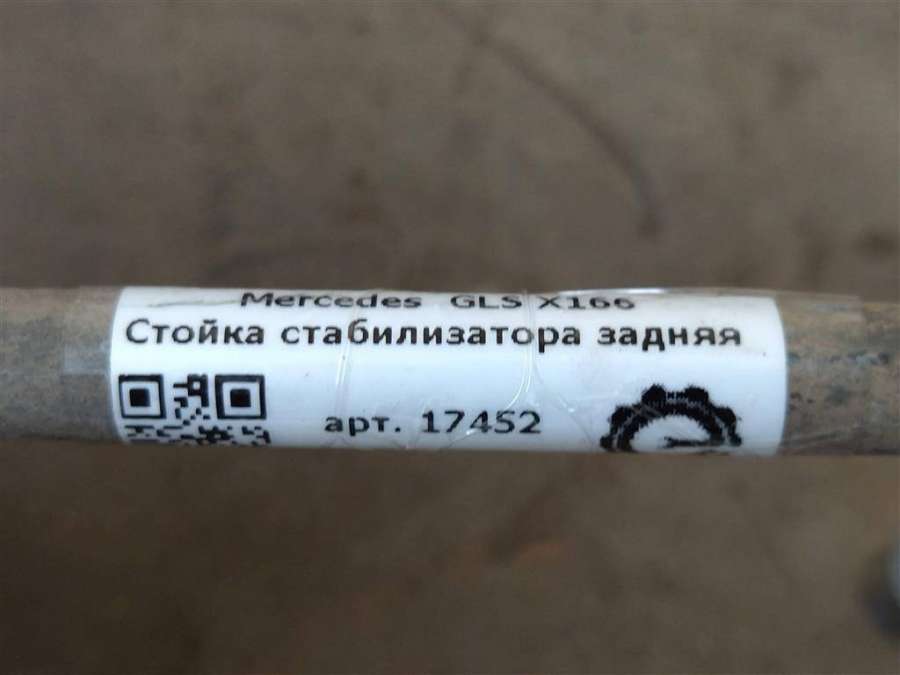 Mercedes GLS X166
Стойка стабилизатора задняя
арт. 17452